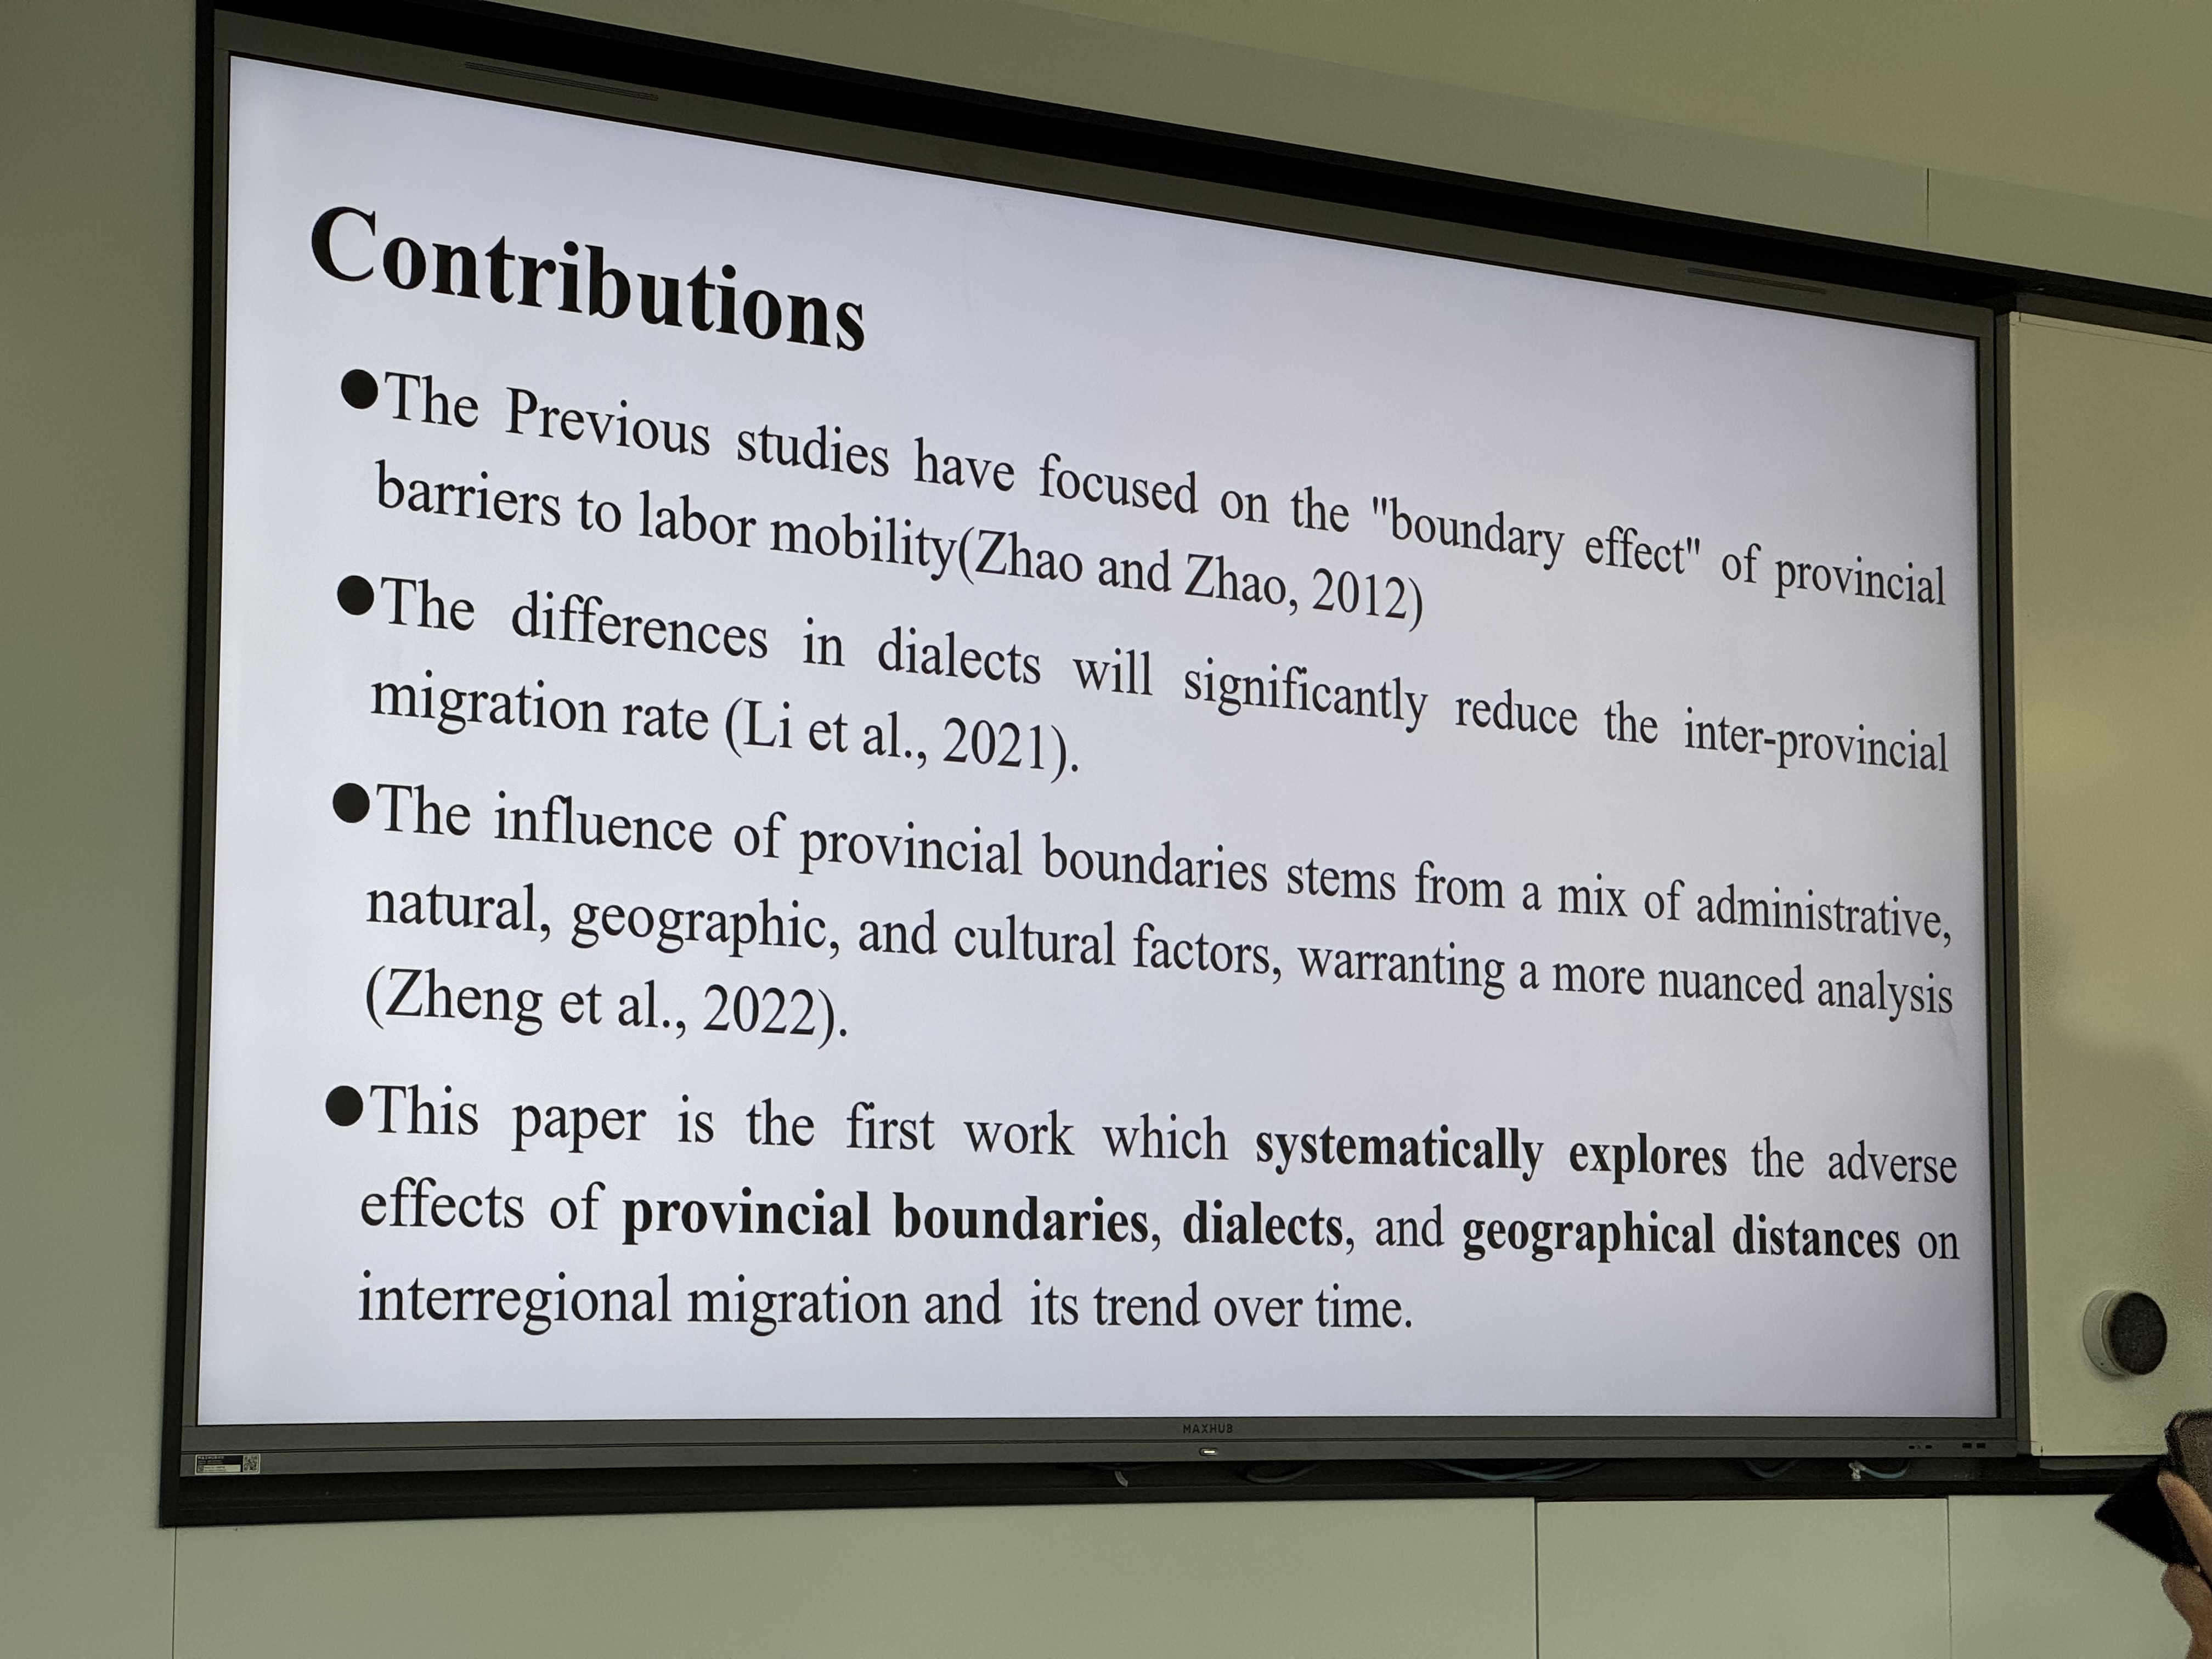 Contributions
●The Previous studies have focused on the "boundary effect" of provincial
barriers to labor mobility(Zhao and Zhao, 2012)
●The differences in dialects will significantly reduce the inter-provincial
migration rate (Li et al., 2021).
●The influence of provincial boundaries stems from a mix of administrative,
natural, geographic, and cultural factors, warranting a more nuanced analysis
(Zheng et al., 2022).
●This paper is the first work which systematically explores the adverse
effects of provincial boundaries, dialects, and geographical distances on
interregional migration and its trend over time.
MAXHUB